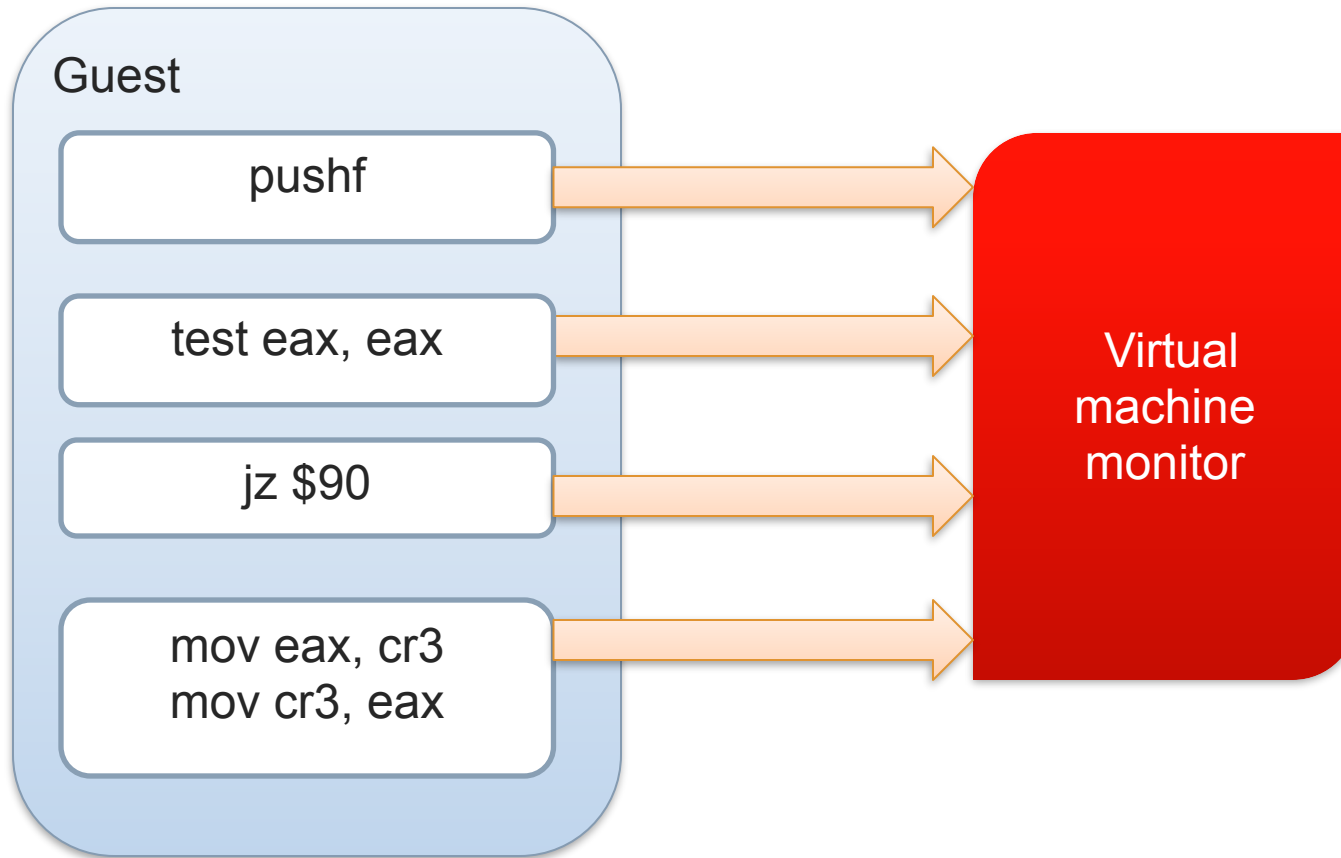 Guest
pushf
test eax, eax
jz $90
mov eax, cr3
mov cr3, eax
Virtual
machine
monitor